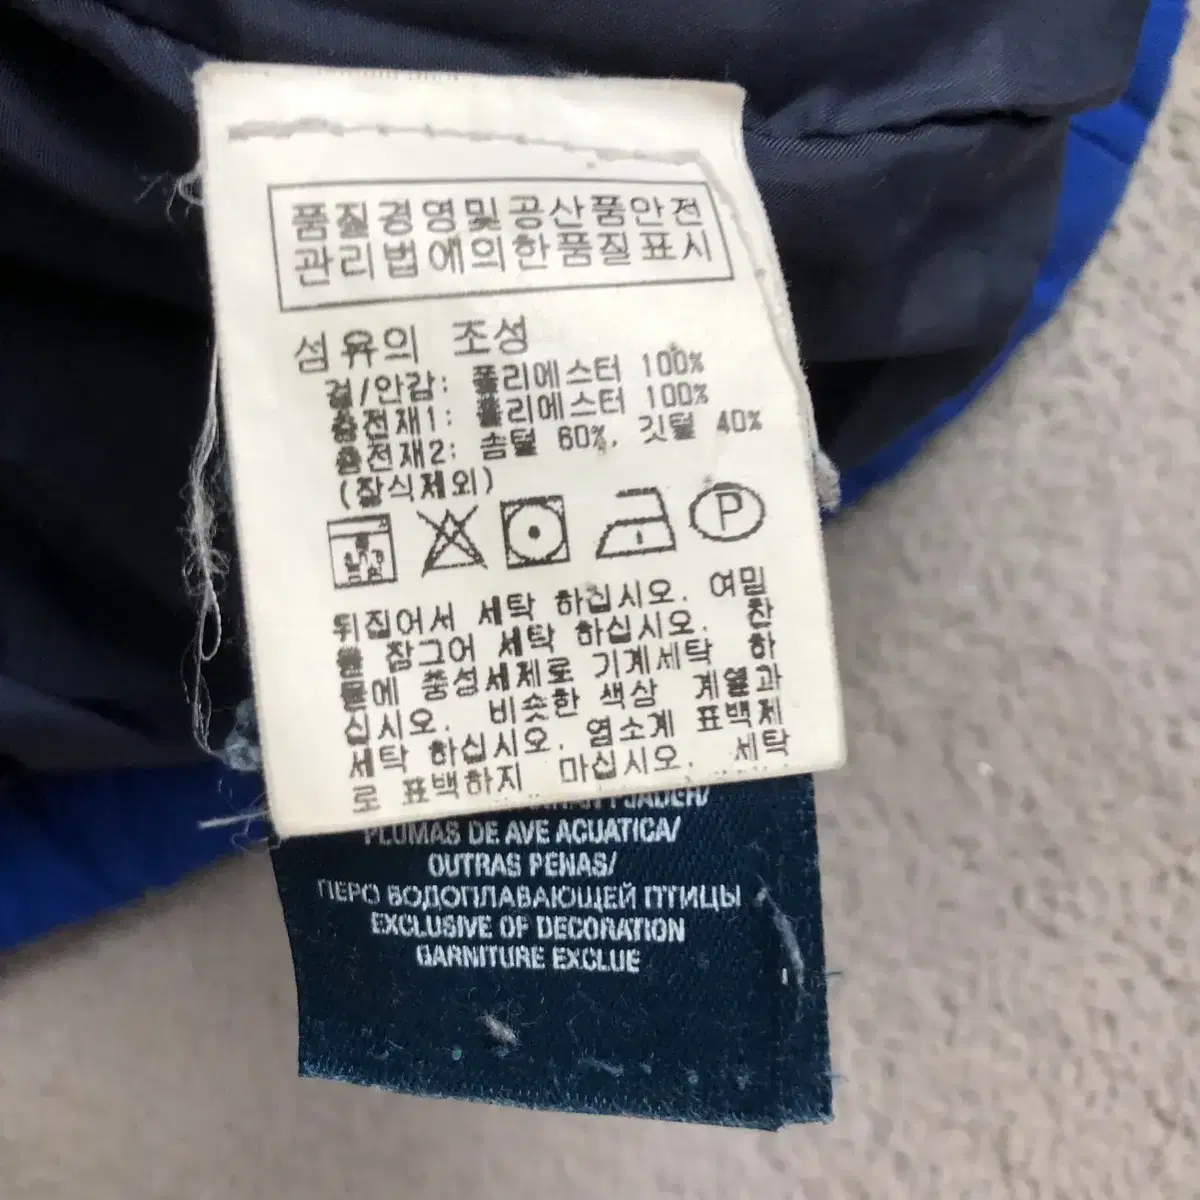 품질경영및공산품안전
관리법에의한품질표시
섬유의 조성
겉/안감: 폴리에스터 100%
충전재1: 폴리에스터 100%
충전재2: 솜털 60%, 깃털 40%
(장식제외)
P
뒤집어서 세탁 하십시오. 여밈
을 잠그어 세탁 하십시오. 찬
물에 중성세제로 기계세탁 하
십시오. 비슷한 색상 계열과
세탁 하십시오. 염소계 표백제
로 표백하지 마십시오. 세탁
PLUMAS DE AVE ACUATICA/
OUTRAS PENAS/
ПЕРО ВОДОПЛАВАЮЩЕЙ ПТИЦЫ
EXCLUSIVE OF DECORATION
GARNITURE EXCLUE